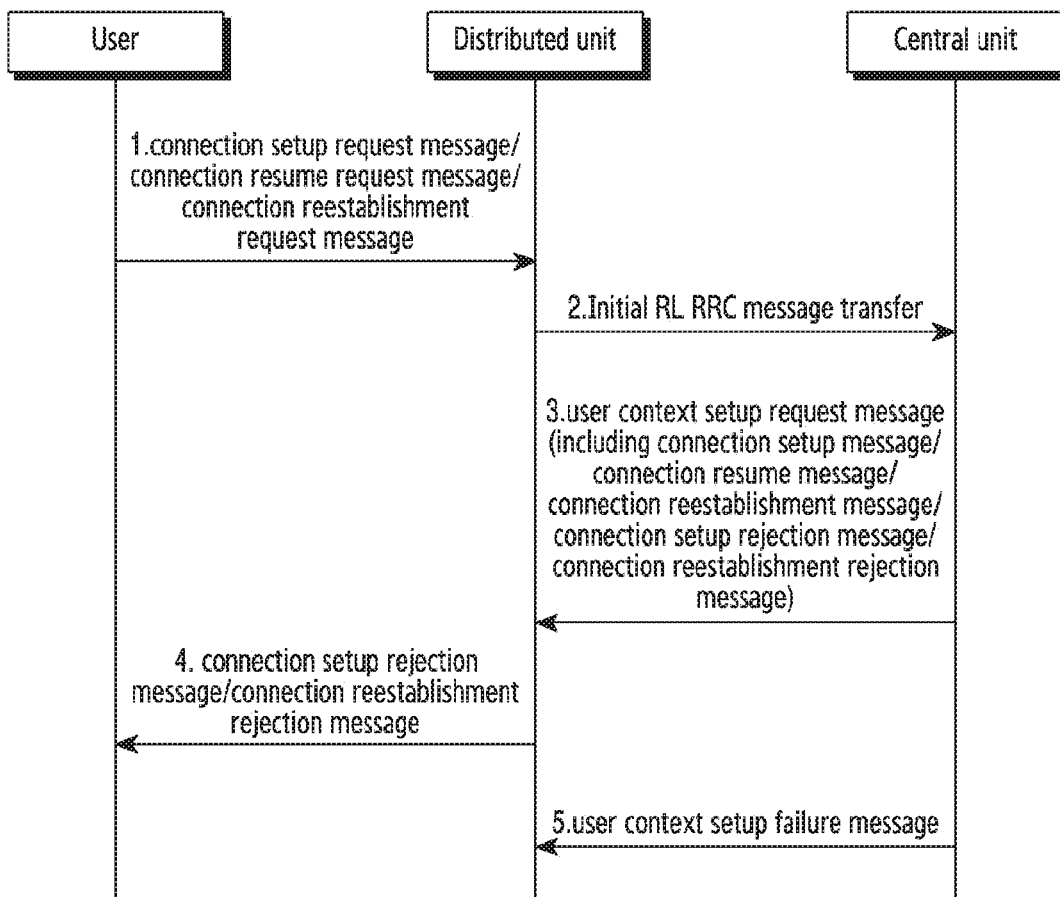 User
Distributed unit
Central unit
1.connection setup request message/
connection resume request message/
connection reestablishment
request message
2.Initial RL RRC message transfer
3.user context setup request message
(including connection setup message/
connection resume message/
connection reestablishment message/
connection setup rejection message/
connection reestablishment rejection
message)
4. connection setup rejection
message/connection reestablishment
rejection message
5.user context setup failure message